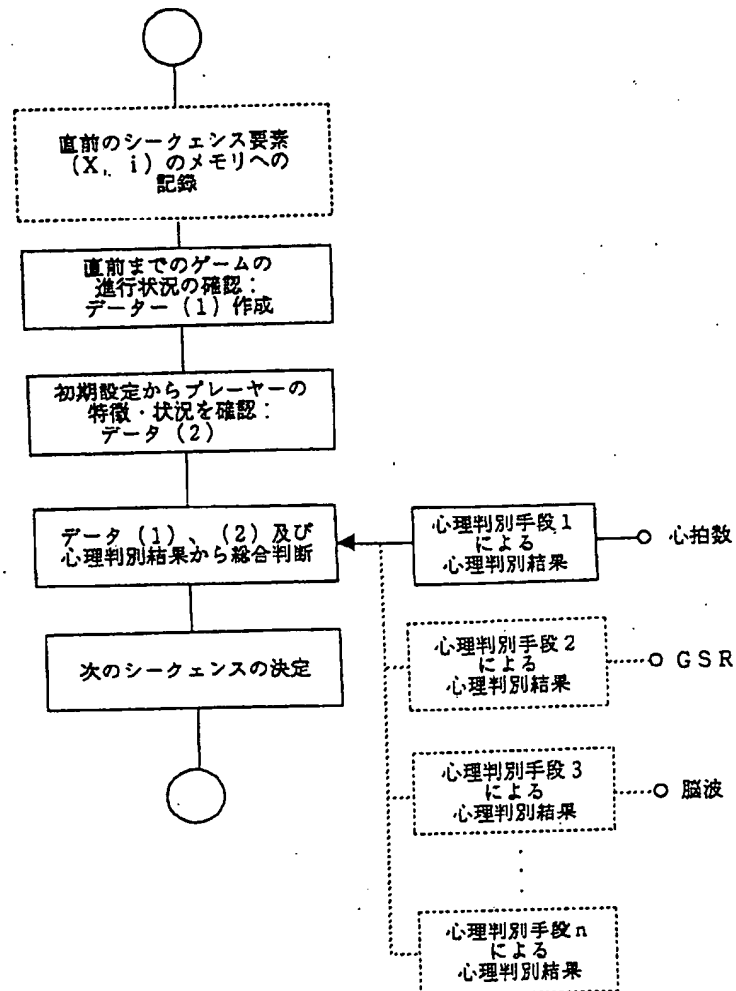 直前のシークェンス要素
(X, i) のメモリへの
記録
直前までのゲームの
進行状況の確認:
データー (1) 作成
初期設定からプレーヤーの
特徴・状況を確認:
データ (2)
データ (1)、(2) 及び
心理判別結果から総合判断
次のシークェンスの決定
心理判別手段1
による
心理判別結果
心拍数
心理判別手段2
による
心理判別結果
GSR
心理判別手段3
による
心理判別結果
脳波
心理判別手段n
による
心理判別結果